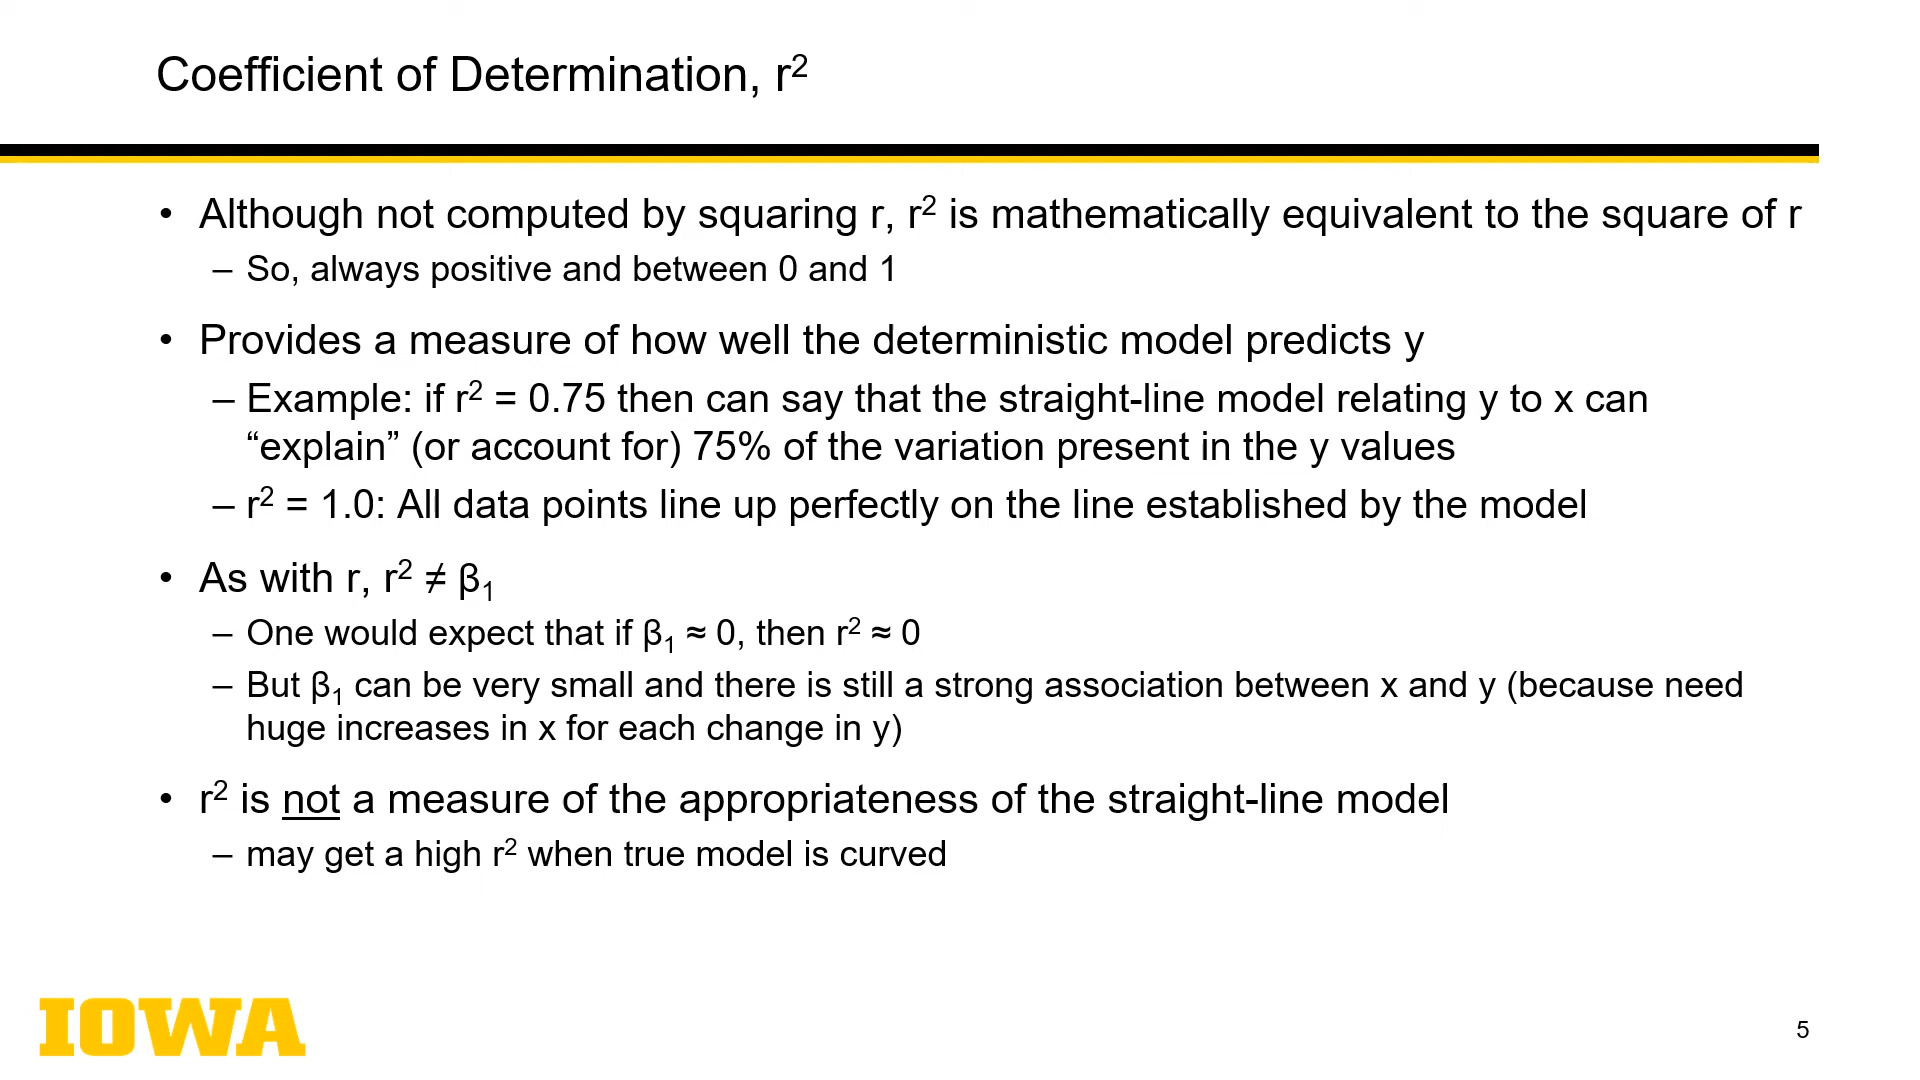 Coefficient of Determination, r²
• Although not computed by squaring r, r² is mathematically equivalent to the square of r
– So, always positive and between 0 and 1
• Provides a measure of how well the deterministic model predicts y
– Example: if r² = 0.75 then can say that the straight-line model relating y to x can
“explain” (or account for) 75% of the variation present in the y values
– r² = 1.0: All data points line up perfectly on the line established by the model
• As with r, r² ≠ β₁
– One would expect that if β₁ ≈ 0, then r² ≈ 0
– But β₁ can be very small and there is still a strong association between x and y (because need
huge increases in x for each change in y)
• r² is not a measure of the appropriateness of the straight-line model
– may get a high r² when true model is curved
IOWA
5